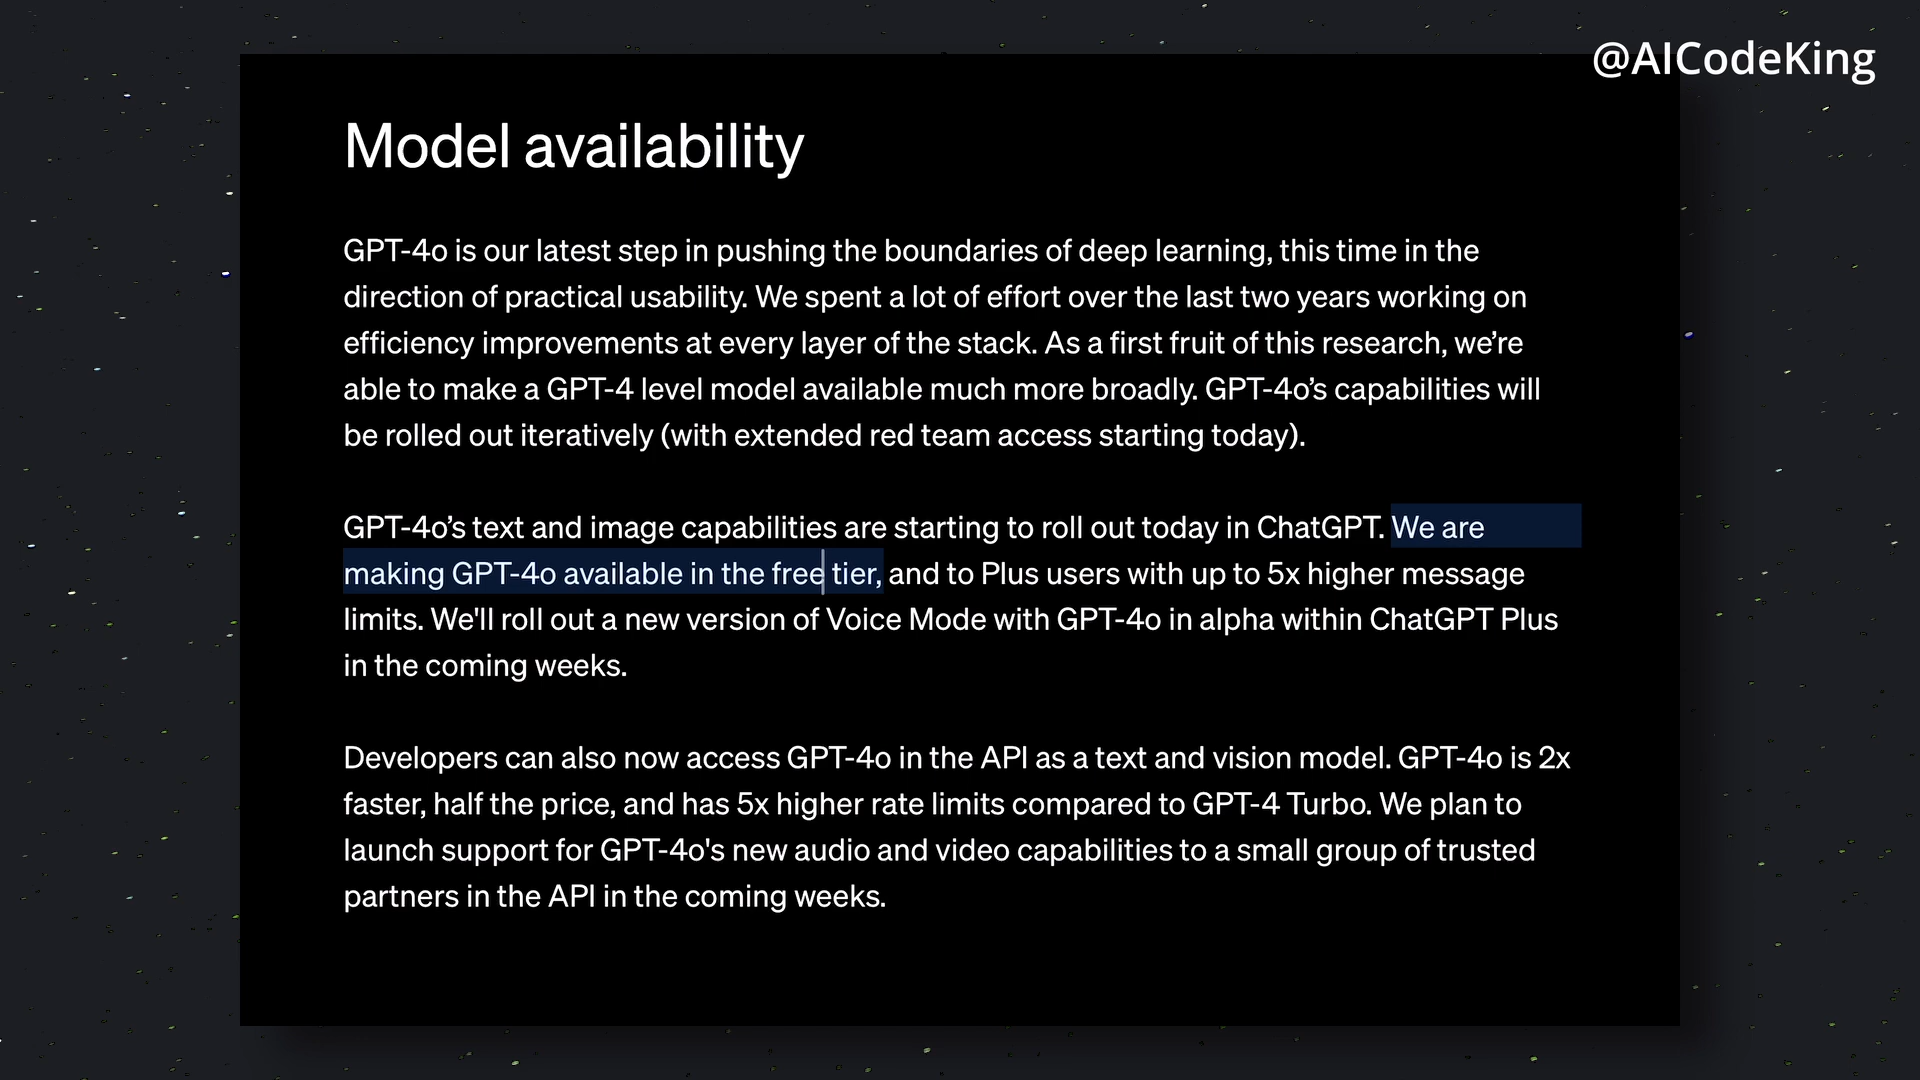 @AICodeKing
Model availability
GPT-4o is our latest step in pushing the boundaries of deep learning, this time in the
direction of practical usability. We spent a lot of effort over the last two years working on
efficiency improvements at every layer of the stack. As a first fruit of this research, we’re
able to make a GPT-4 level model available much more broadly. GPT-4o’s capabilities will
be rolled out iteratively (with extended red team access starting today).
GPT-4o’s text and image capabilities are starting to roll out today in ChatGPT. We are
making GPT-4o available in the free tier, and to Plus users with up to 5x higher message
limits. We'll roll out a new version of Voice Mode with GPT-4o in alpha within ChatGPT Plus
in the coming weeks.
Developers can also now access GPT-4o in the API as a text and vision model. GPT-4o is 2x
faster, half the price, and has 5x higher rate limits compared to GPT-4 Turbo. We plan to
launch support for GPT-4o's new audio and video capabilities to a small group of trusted
partners in the API in the coming weeks.